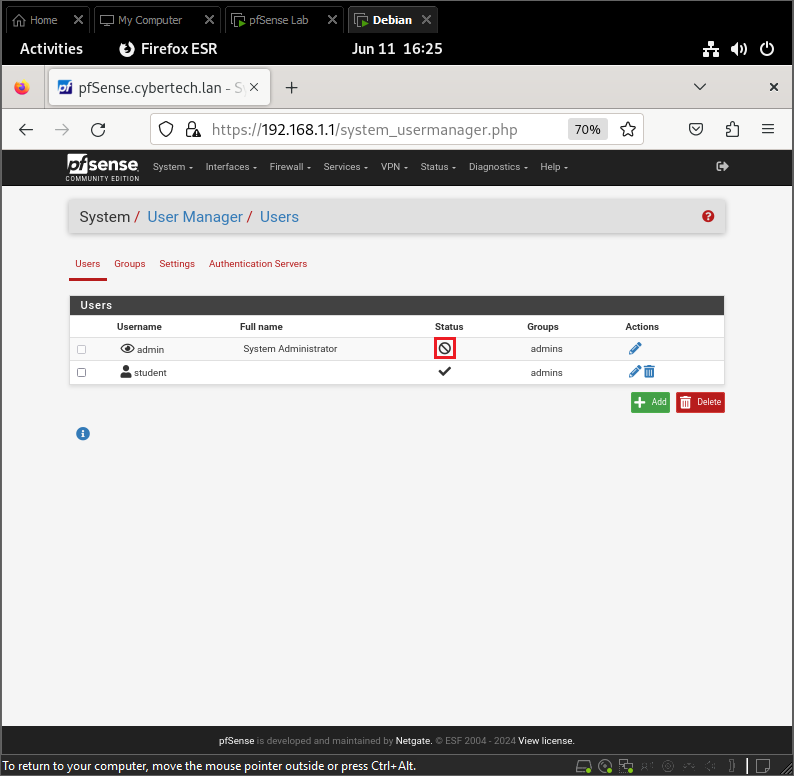 Home My Computer pfSense Lab Debian
Activities Firefox ESR Jun 11 16:25
pfSense.cybertech.lan - S
https://192.168.1.1/system_usermanager.php 70%
pfsense COMMUNITY EDITION System Interfaces Firewall Services VPN Status Diagnostics Help
System / User Manager / Users
Users Groups Settings Authentication Servers
Users
Username Full name Status Groups Actions
admin System Administrator admins
student admins
Add Delete
pfSense is developed and maintained by Netgate. © ESF 2004 - 2024 View license.
To return to your computer, move the mouse pointer outside or press Ctrl+Alt.